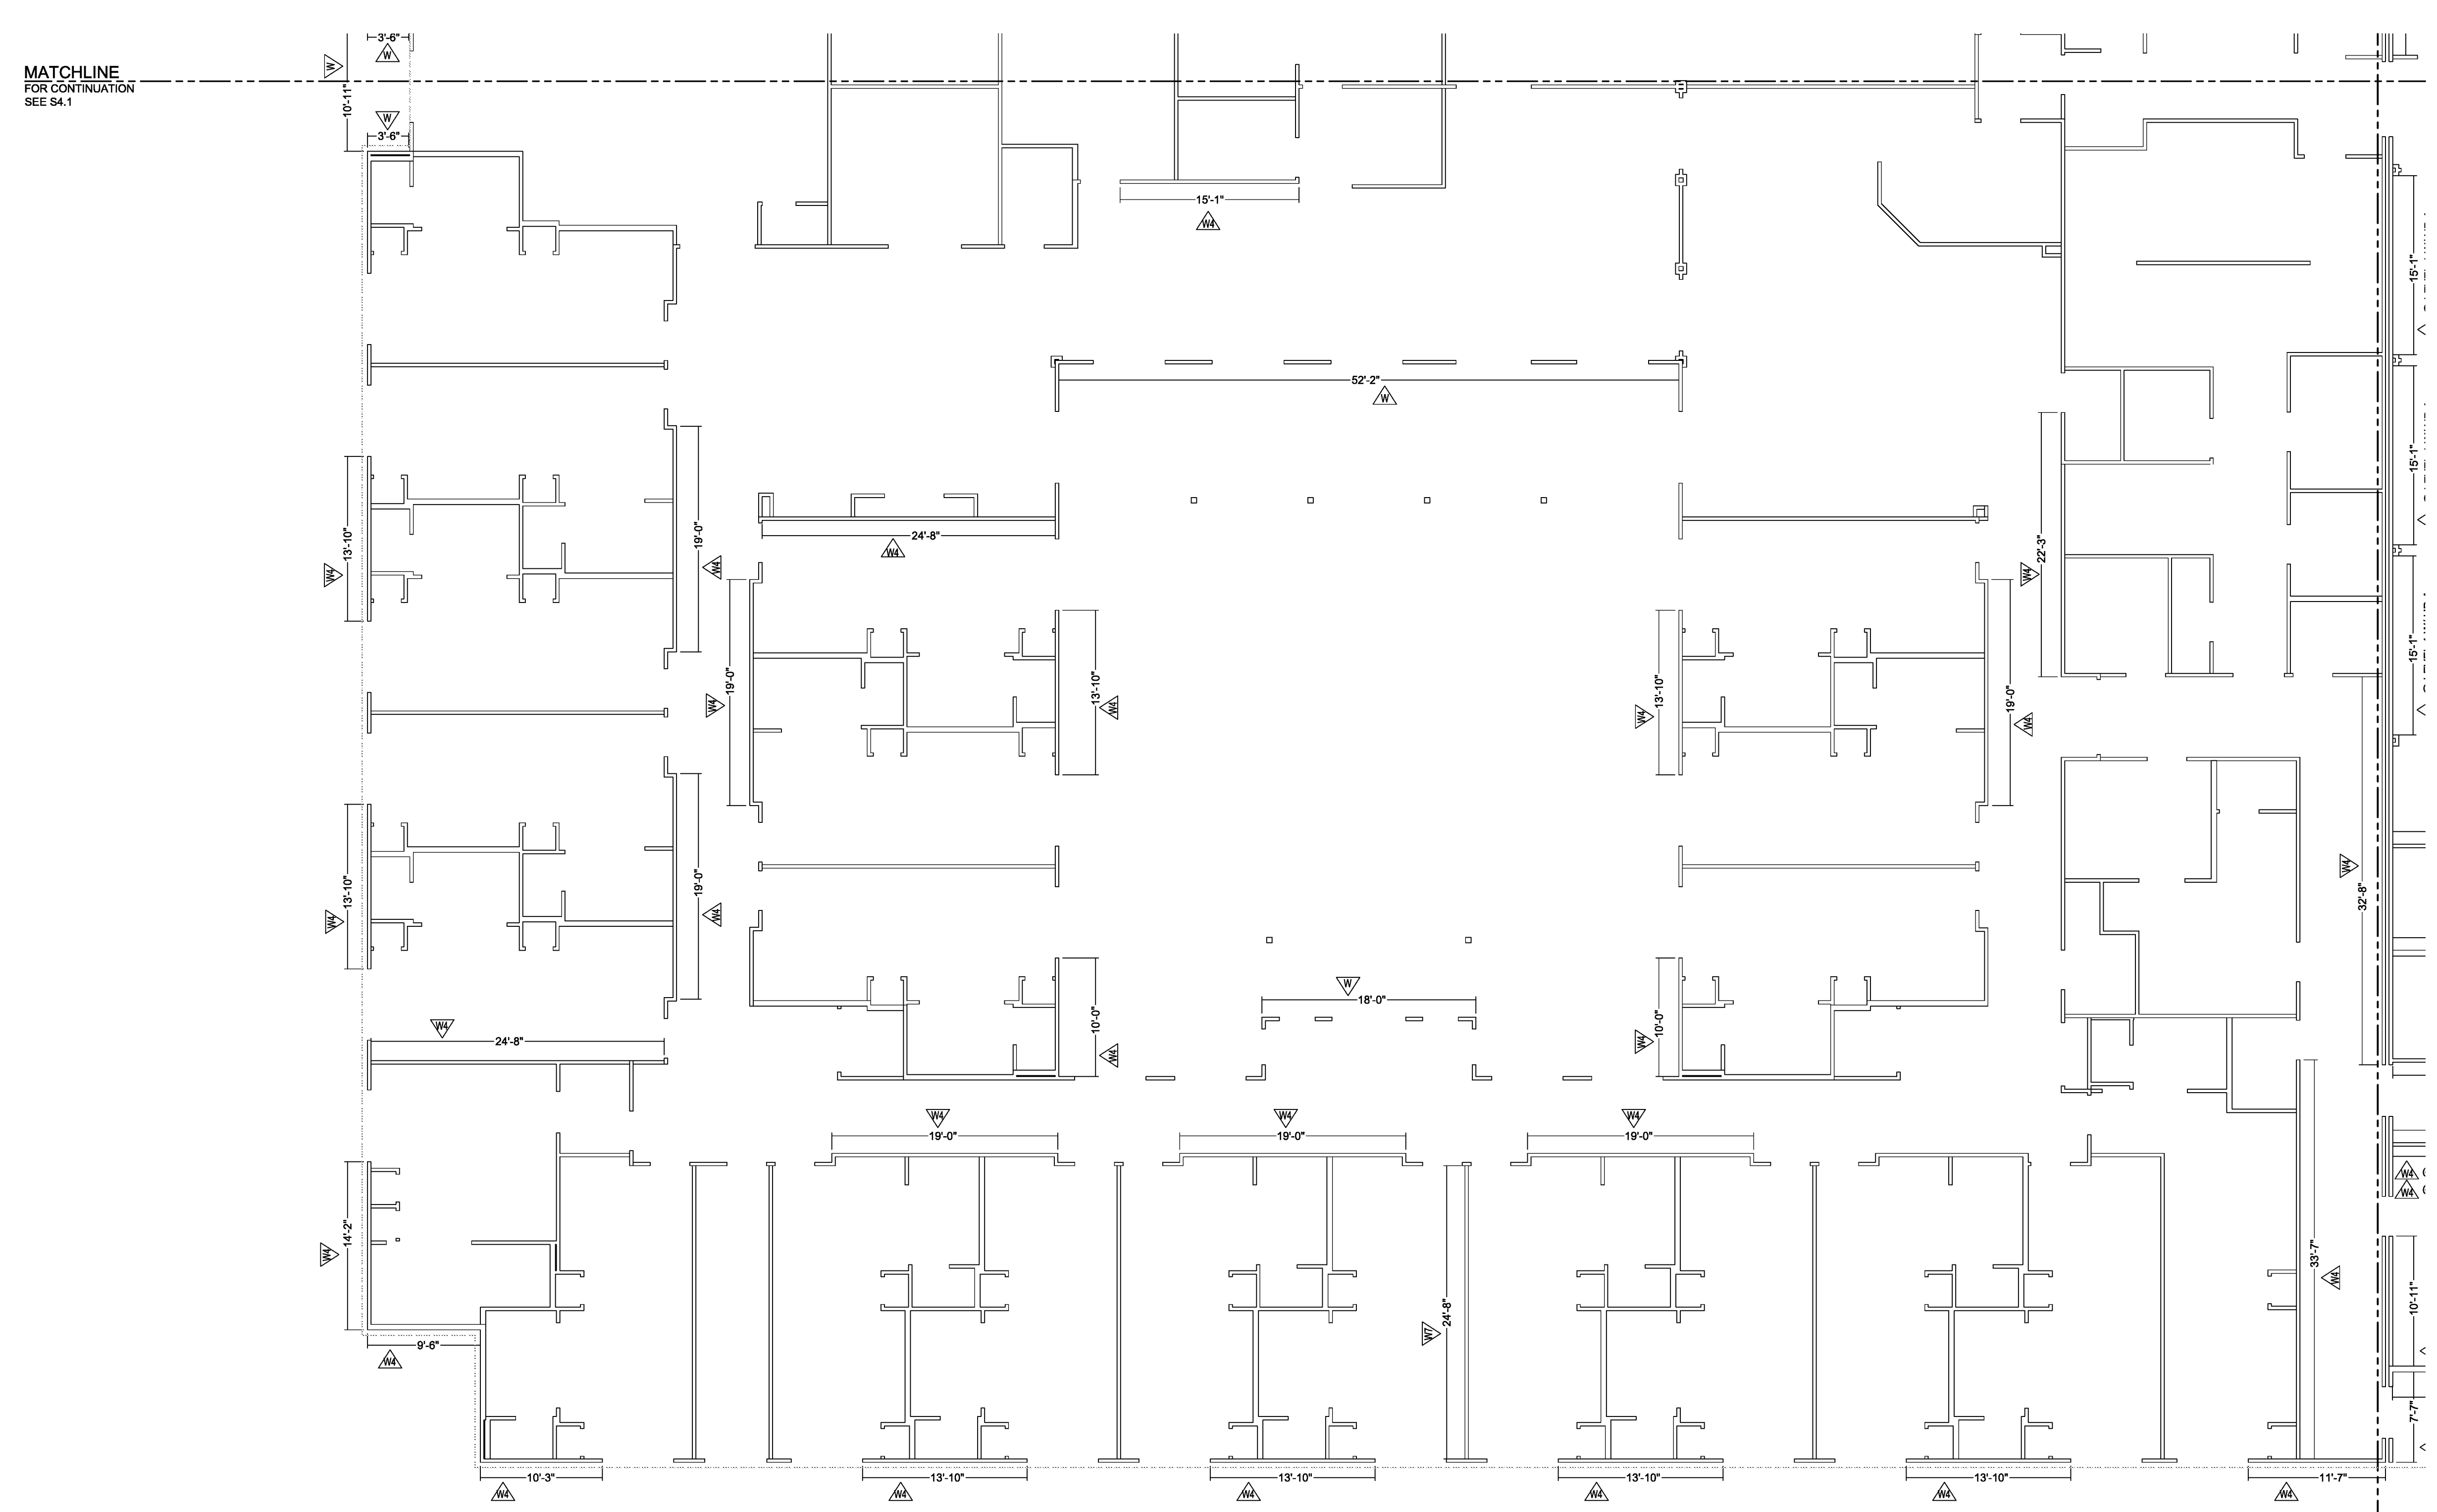 3'-6"
W
W
MATCHLINE
FOR CONTINUATION
SEE S4.1
10'-11"
W
3'-6"
15'-1"
W4
15'-1"
52'-2"
W
13'-10"
W4
19'-0"
W4
24'-8"
W4
22'-3"
W4
15'-1"
19'-0"
W4
13'-10"
W4
13'-10"
W4
19'-0"
W4
15'-1"
13'-10"
W4
19'-0"
W4
32'-8"
W4
W4
24'-8"
10'-0"
W4
W
18'-0"
10'-0"
W4
W4
19'-0"
W4
19'-0"
W4
19'-0"
W4
W4
14'-2"
W4
33'-7"
W4
9'-6"
W4
24'-8"
W7
10'-11"
7'-7"
10'-3"
W4
13'-10"
W4
13'-10"
W4
13'-10"
W4
13'-10"
W4
11'-7"
W4